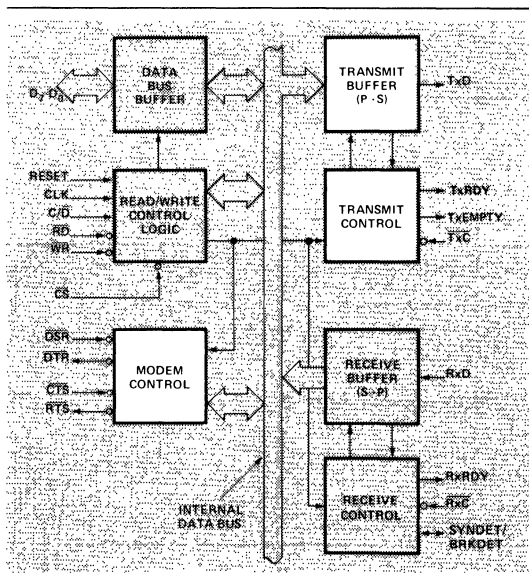 DATA
BUS
BUFFER
D7-D0
TRANSMIT
BUFFER
(P - S)
TxD
RESET
CLK
C/D
RD
WR
CS
READ/WRITE
CONTROL
LOGIC
TRANSMIT
CONTROL
TxRDY
TxEMPTY
TxC
DSR
DTR
CTS
RTS
MODEM
CONTROL
RECEIVE
BUFFER
(S - P)
RxD
INTERNAL
DATA BUS
RECEIVE
CONTROL
RxRDY
RxC
SYNDET/
BRKDET